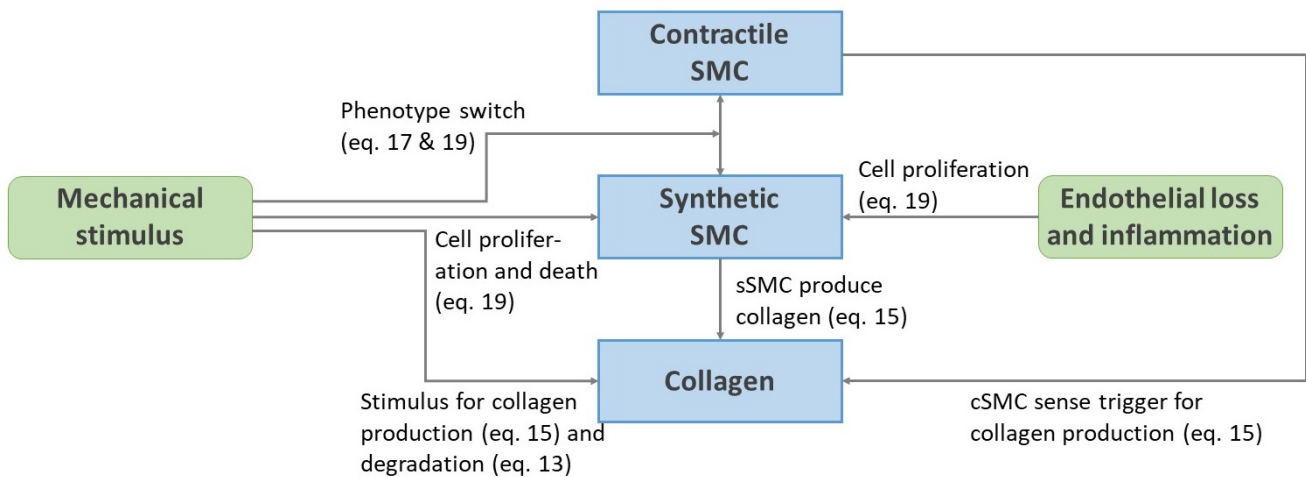 Contractile
SMC
Phenotype switch
(eq. 17 & 19)
Mechanical
stimulus
Synthetic
SMC
Cell proliferation
(eq. 19)
Endothelial loss
and inflammation
Cell prolifer-
ation and death
(eq. 19)
sSMC produce
collagen (eq. 15)
Collagen
Stimulus for collagen
production (eq. 15) and
degradation (eq. 13)
cSMC sense trigger for
collagen production (eq. 15)